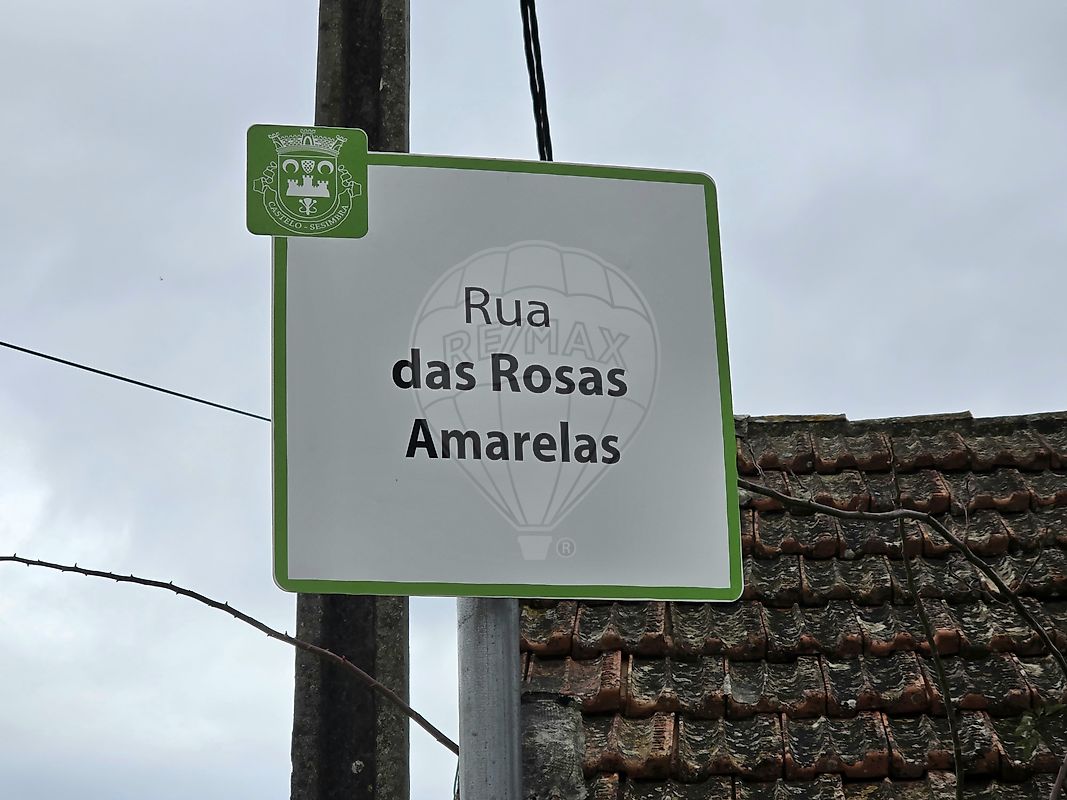 CASTELO - SESIMBRA
Rua
das Rosas
Amarelas
RE/MAX
®